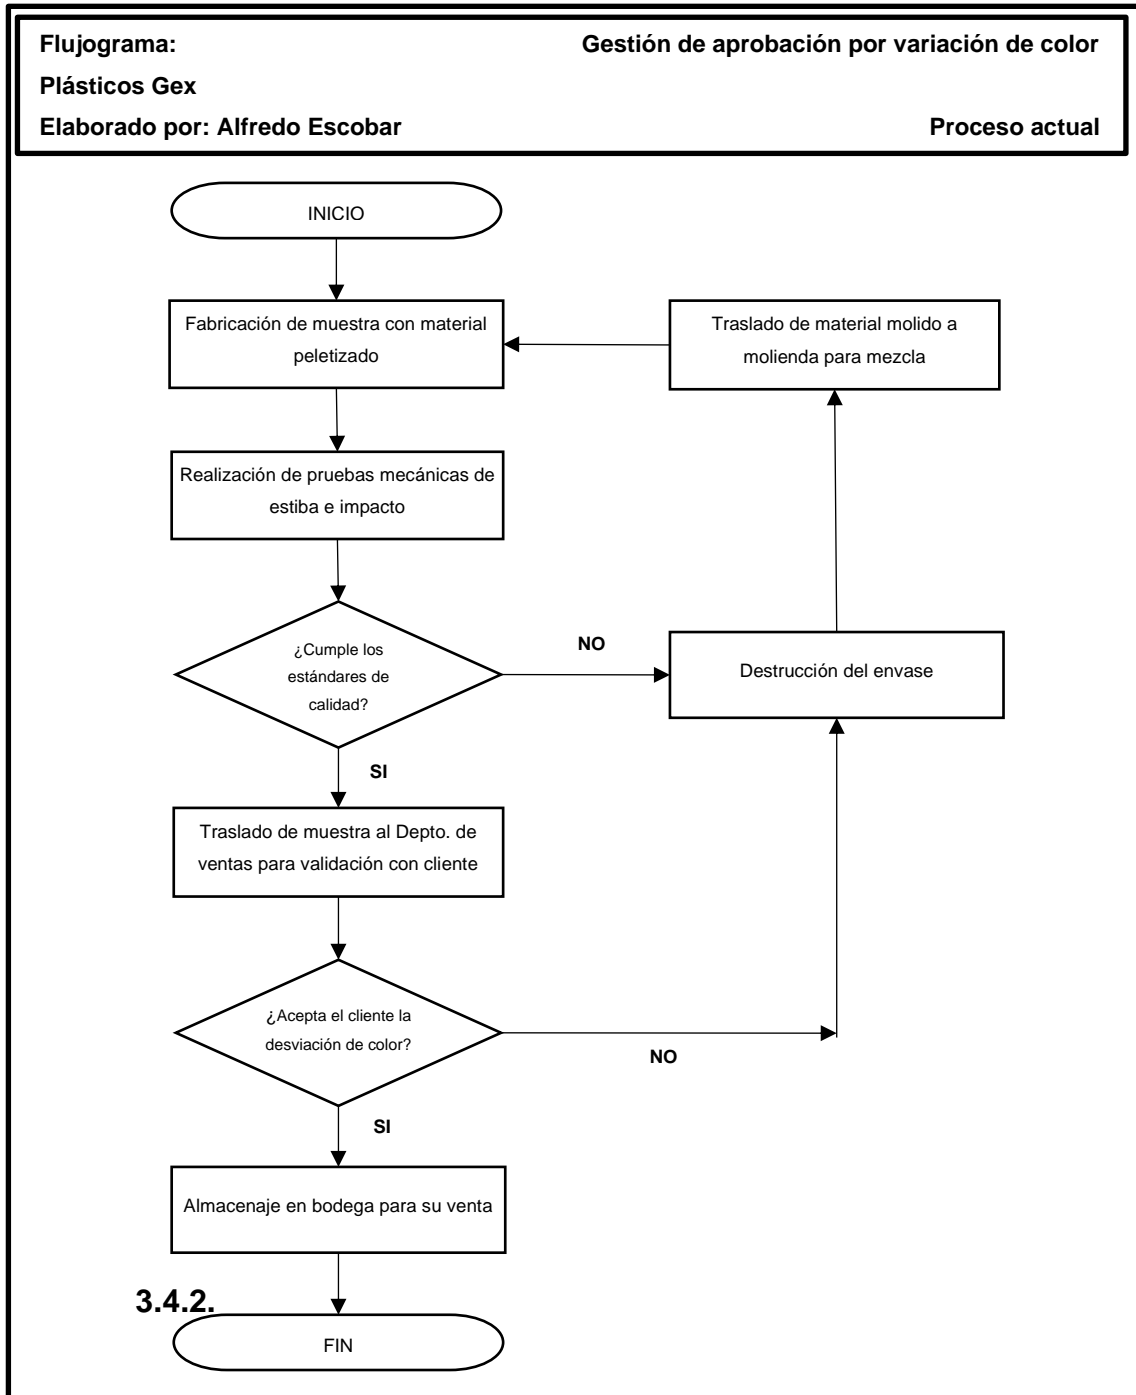 Flujograma: Gestión de aprobación por variación de color
Plásticos Gex
Elaborado por: Alfredo Escobar Proceso actual
INICIO
Fabricación de muestra con material
peletizado
Traslado de material molido a
molienda para mezcla
Realización de pruebas mecánicas de
estiba e impacto
¿Cumple los
estándares de
calidad?
NO
Destrucción del envase
SI
Traslado de muestra al Depto. de
ventas para validación con cliente
¿Acepta el cliente la
desviación de color?
NO
SI
Almacenaje en bodega para su venta
3.4.2.
FIN